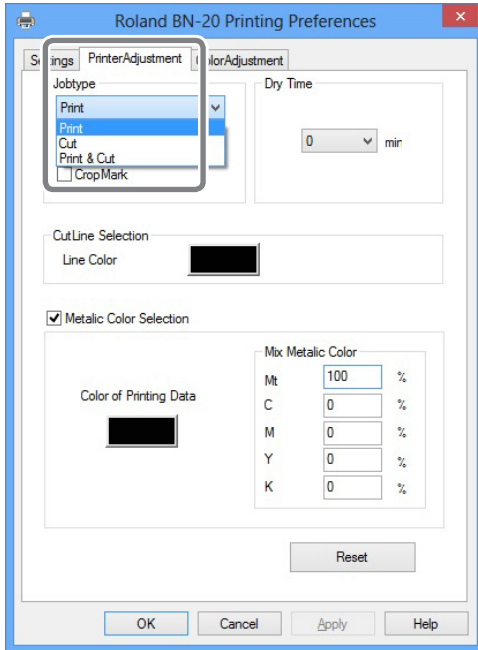 Roland BN-20 Printing Preferences
PrinterAdjustment
Jobtype
Dry Time
Print
0 min
Print
Cut
Print & Cut
CropMark
CutLine Selection
Line Color
Metalic Color Selection
Mix Metalic Color
Mt 100 %
Color of Printing Data
C 0 %
M 0 %
Y 0 %
K 0 %
Reset
OK Cancel Apply Help